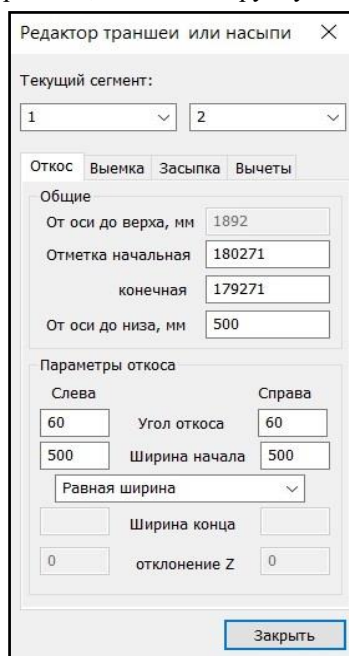 Редактор траншеи или насыпи
Текущий сегмент:
1 2
Откос Выемка Засыпка Вычеты
Общие
От оси до верха, мм 1892
Отметка начальная 180271
конечная 179271
От оси до низа, мм 500
Параметры откоса
Слева Справа
60 Угол откоса 60
500 Ширина начала 500
Равная ширина
Ширина конца
0 отклонение Z 0
Закрыть